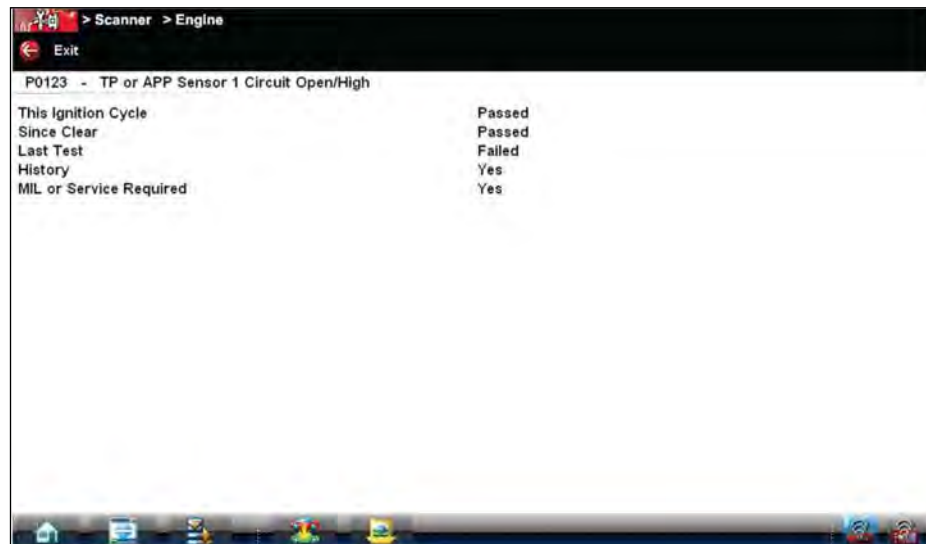 > Scanner > Engine
Exit
P0123 - TP or APP Sensor 1 Circuit Open/High
This Ignition Cycle Passed
Since Clear Passed
Last Test Failed
History Yes
MIL or Service Required Yes